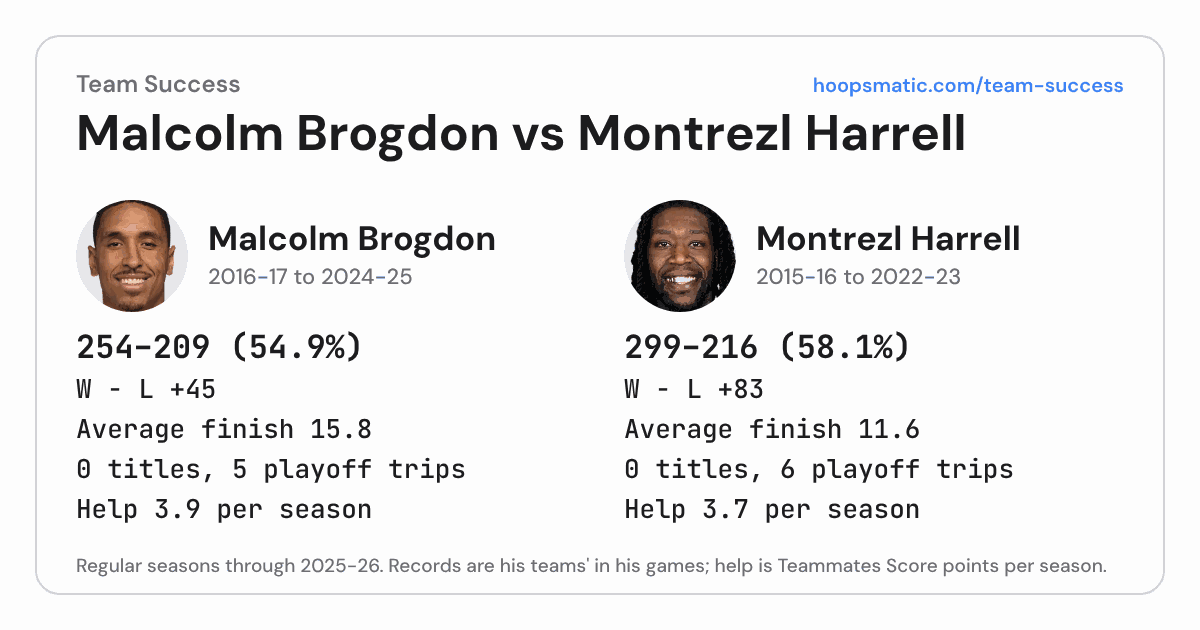 Team Success
hoopsmatic.com/team-success
Malcolm Brogdon vs Montrezl Harrell
Malcolm Brogdon
2016-17 to 2024-25
254-209 (54.9%)
W - L +45
Average finish 15.8
0 titles, 5 playoff trips
Help 3.9 per season
Montrezl Harrell
2015-16 to 2022-23
299-216 (58.1%)
W - L +83
Average finish 11.6
0 titles, 6 playoff trips
Help 3.7 per season
Regular seasons through 2025-26. Records are his teams' in his games; help is Teammates Score points per season.